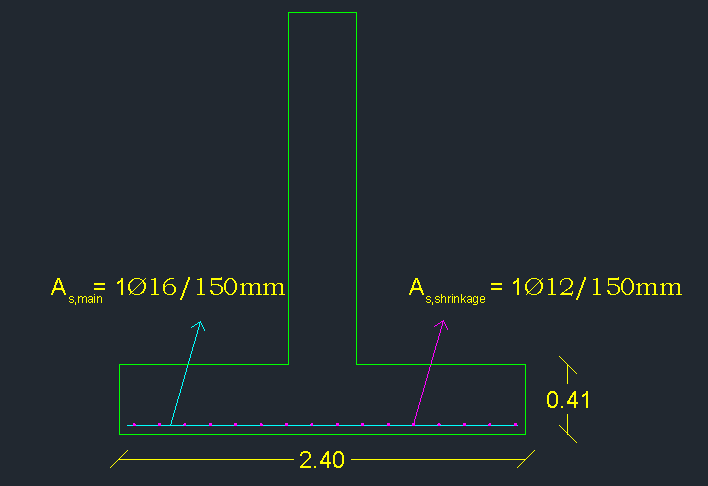 As,main= 1Ø16/150mm
As,shrinkage = 1Ø12/150mm
0.41
2.40